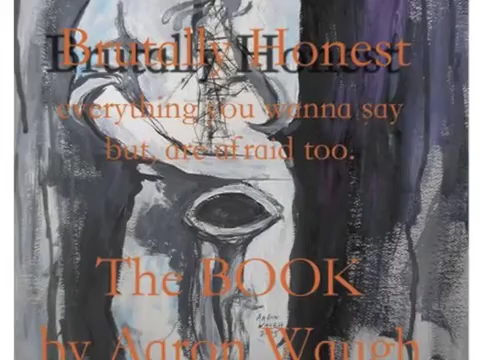 Brutally Honest
everything you wanna say
but, are afraid too.
The BOOK
by Aaron Waugh